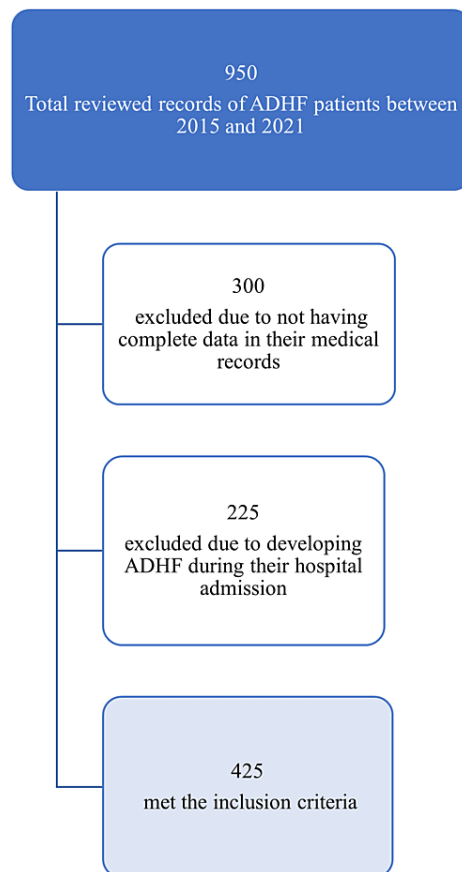 950
Total reviewed records of ADHF patients between
2015 and 2021
300
excluded due to not having
complete data in their medical
records
225
excluded due to developing
ADHF during their hospital
admission
425
met the inclusion criteria